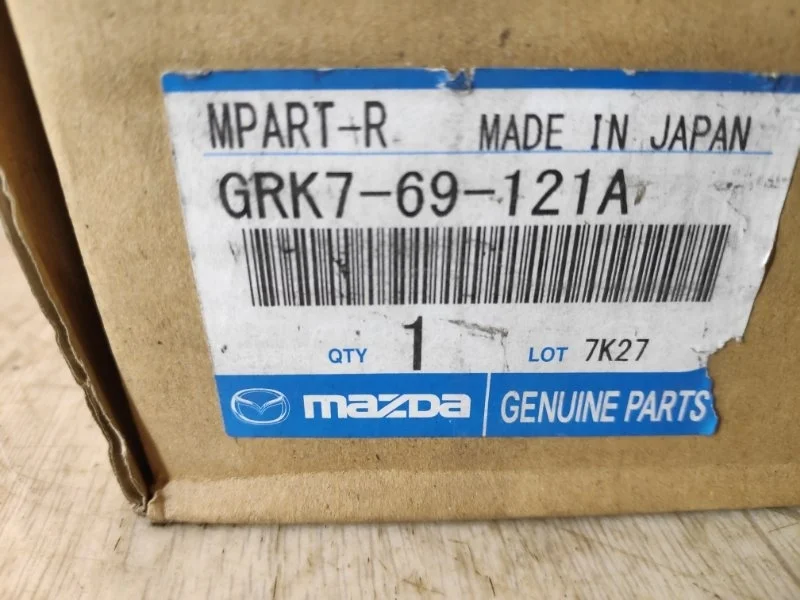 MPART-R MADE IN JAPAN
GRK7-69-121A
QTY 1 LOT 7K27
mazda GENUINE PARTS